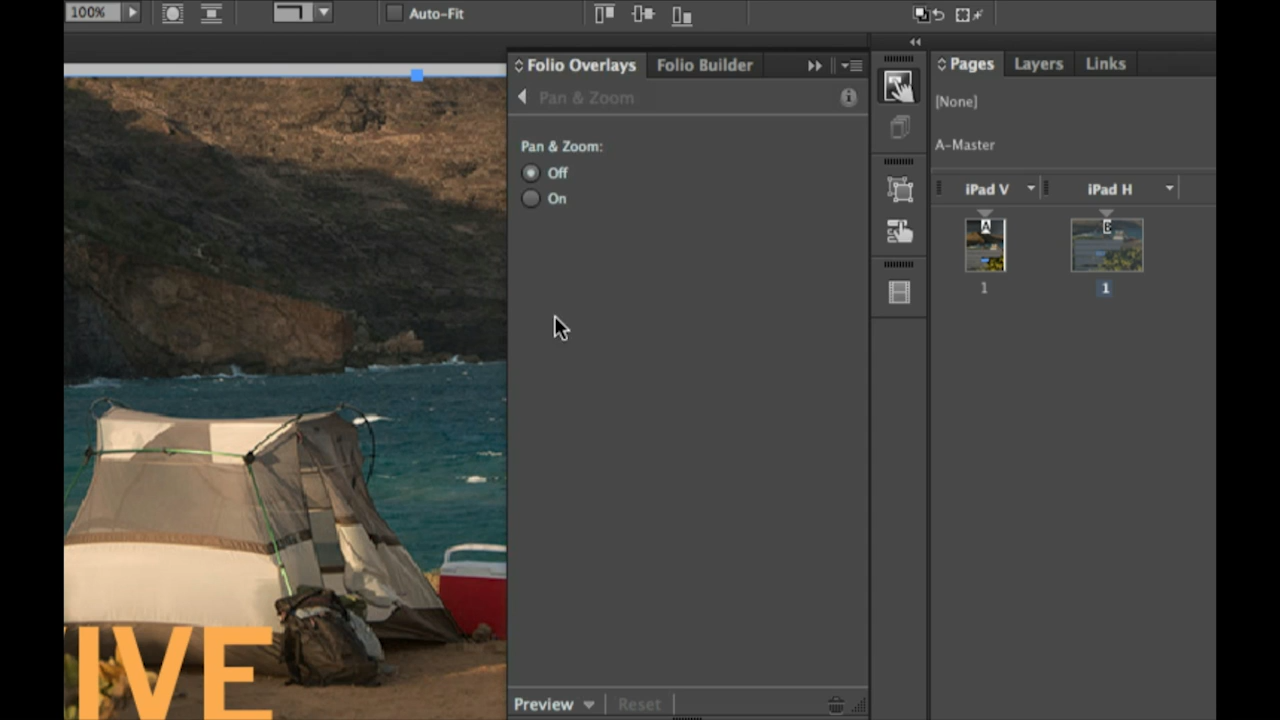 100%
Auto-Fit
Folio Overlays
Folio Builder
Pages
Layers
Links
Pan & Zoom
[None]
Pan & Zoom:
A-Master
Off
On
iPad V
iPad H
A
1
1
IVE
Preview
Reset